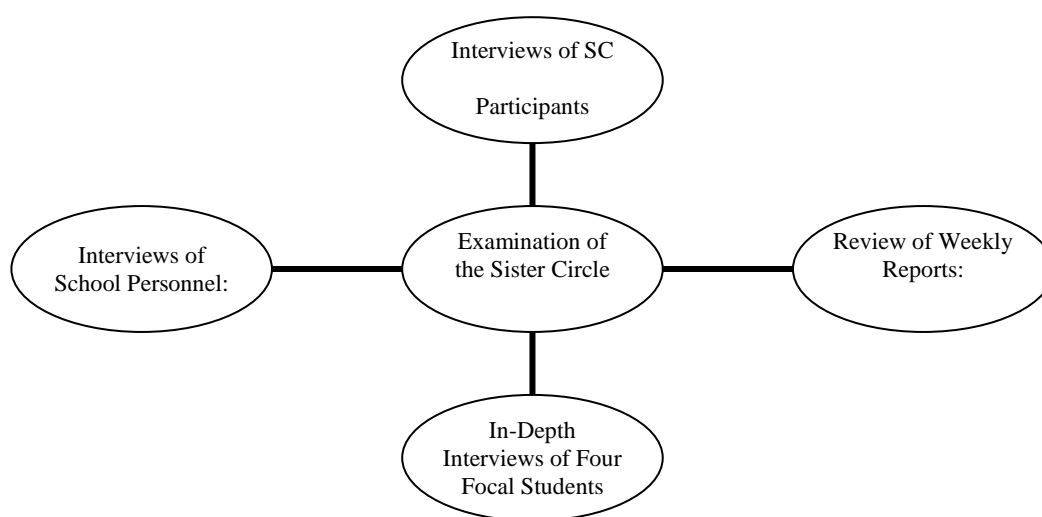 Interviews of SC
Participants
Interviews of
School Personnel:
Examination of
the Sister Circle
Review of Weekly
Reports:
In-Depth
Interviews of Four
Focal Students